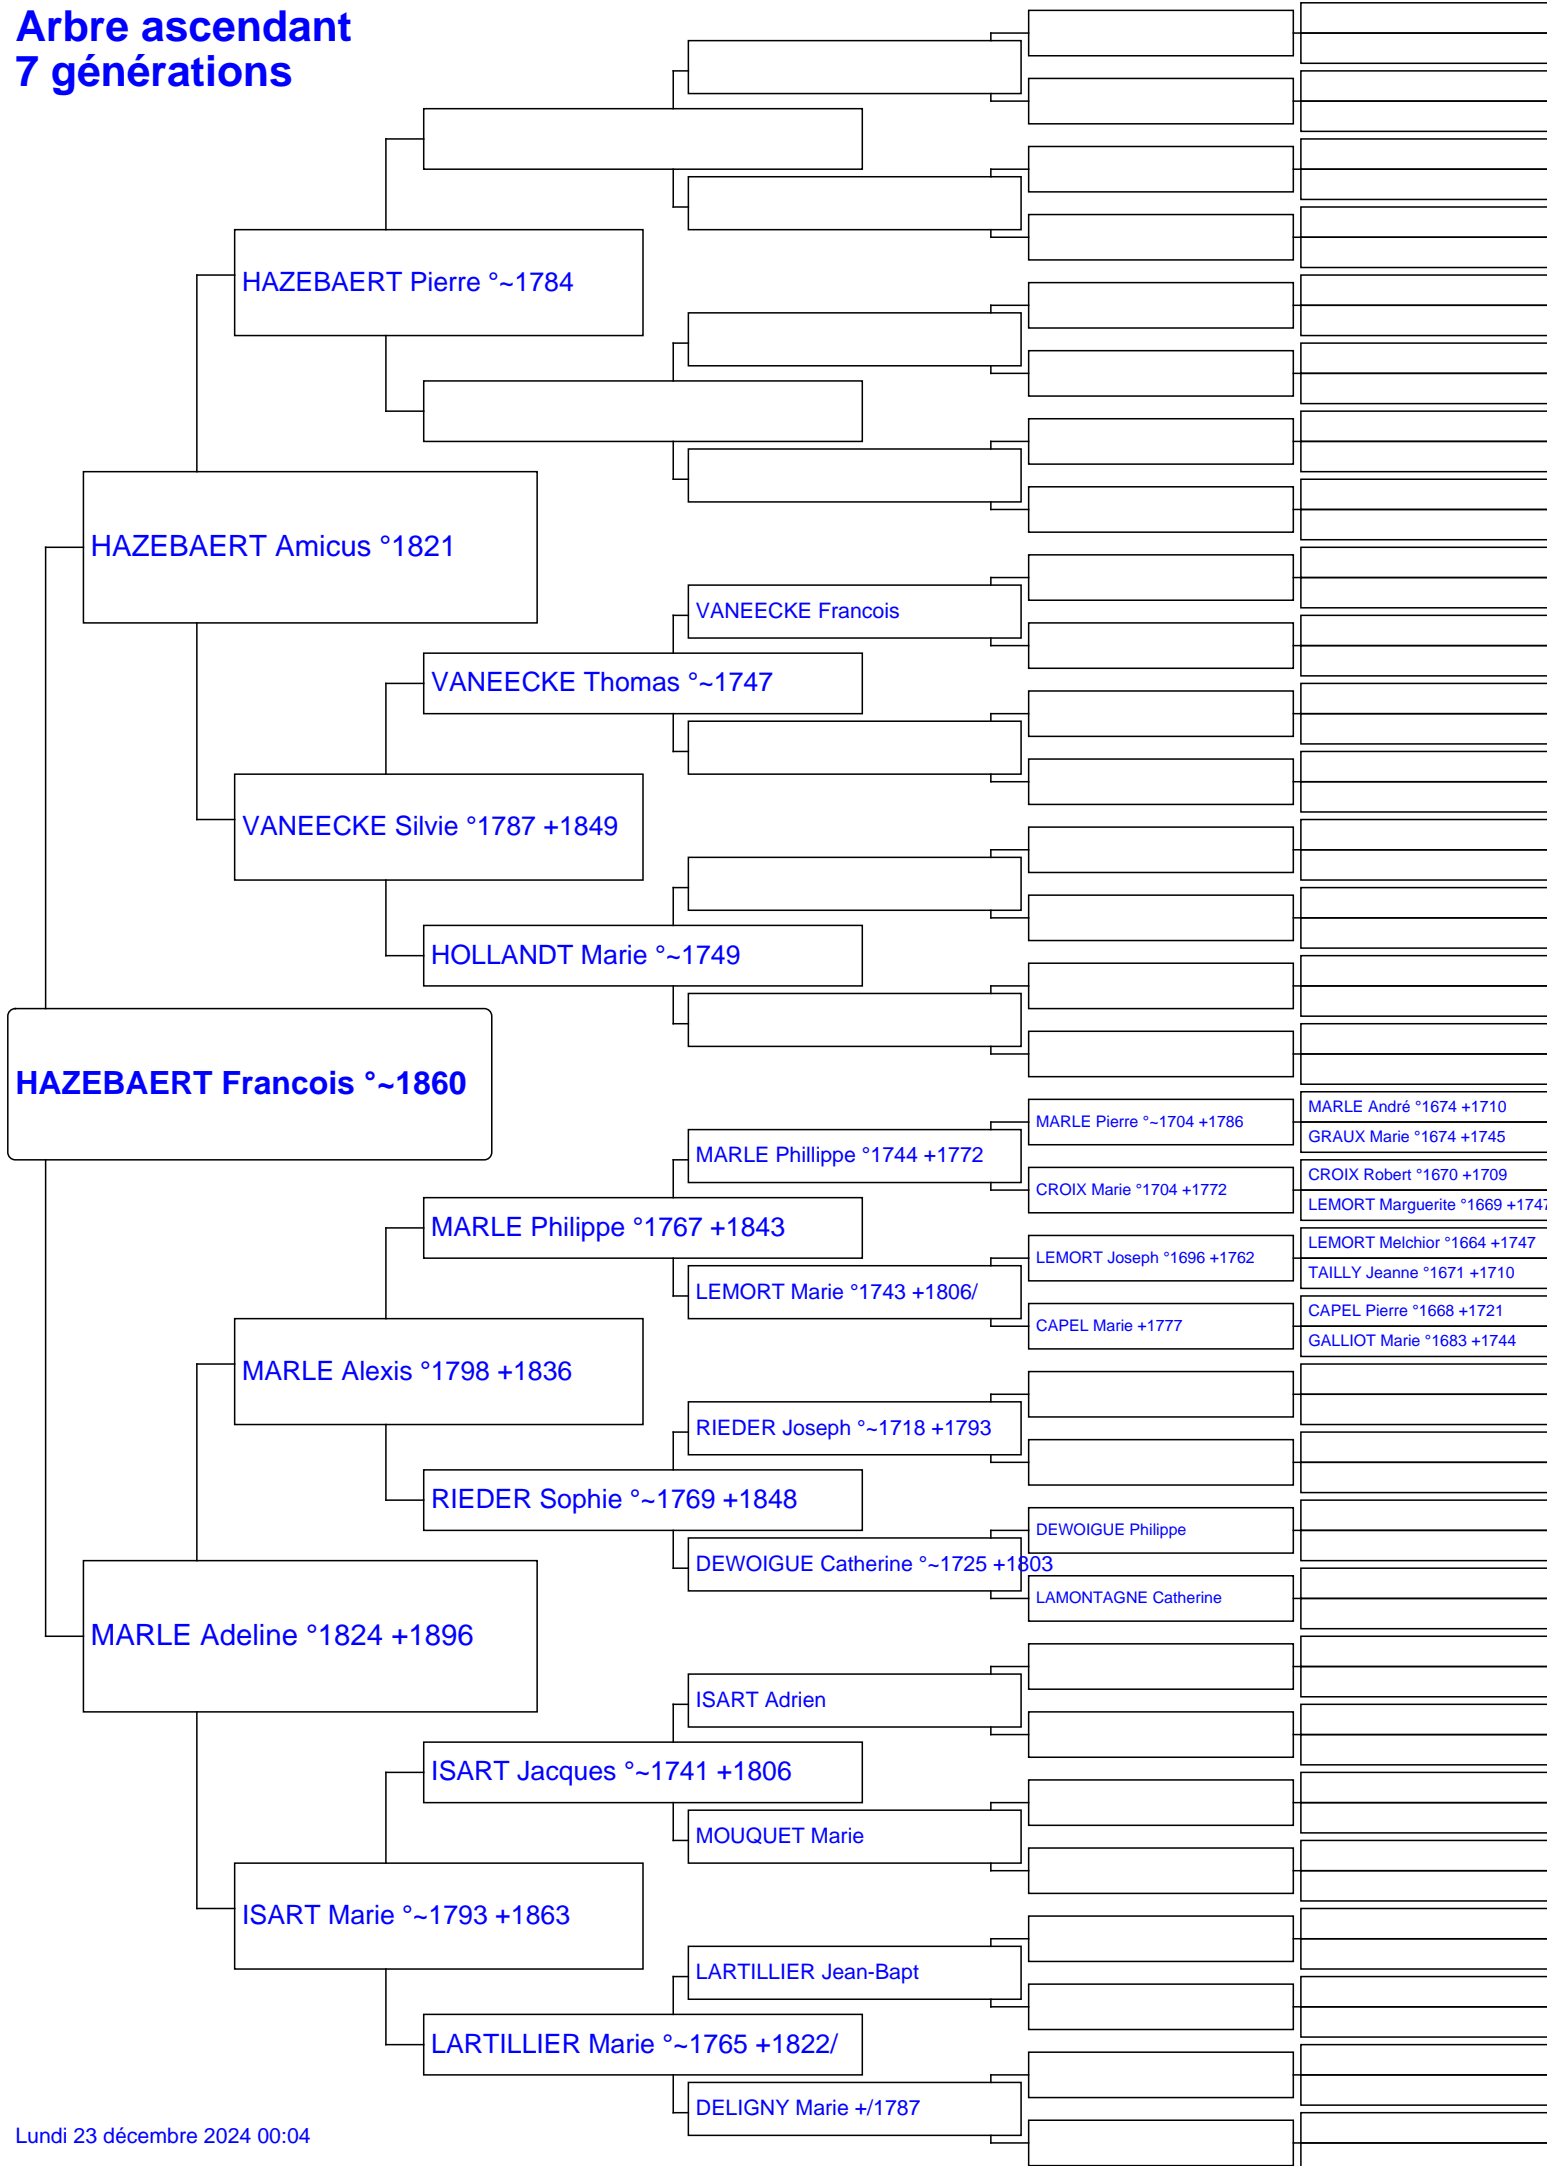 Arbre ascendant
7 générations
HAZEBAERT Pierre °~1784
HAZEBAERT Amicus °1821
VANEECKE Francois
VANEECKE Thomas °~1747
VANEECKE Silvie °1787 +1849
HOLLANDT Marie °~1749
HAZEBAERT Francois °~1860
MARLE André °1674 +1710
MARLE Pierre °~1704 +1786
GRAUX Marie °1674 +1745
MARLE Phillippe °1744 +1772
CROIX Robert °1670 +1709
CROIX Marie °1704 +1772
LEMORT Marguerite °1669 +1747
MARLE Philippe °1767 +1843
LEMORT Melchior °1664 +1747
LEMORT Joseph °1696 +1762
TAILLY Jeanne °1671 +1710
LEMORT Marie °1743 +1806/
CAPEL Pierre °1668 +1721
CAPEL Marie +1777
GALLIOT Marie °1683 +1744
MARLE Alexis °1798 +1836
RIEDER Joseph °~1718 +1793
RIEDER Sophie °~1769 +1848
DEWOIGUE Philippe
DEWOIGUE Catherine °~1725 +1803
LAMONTAGNE Catherine
MARLE Adeline °1824 +1896
ISART Adrien
ISART Jacques °~1741 +1806
MOUQUET Marie
ISART Marie °~1793 +1863
LARTILLIER Jean-Bapt
LARTILLIER Marie °~1765 +1822/
DELIGNY Marie +/1787
Lundi 23 décembre 2024 00:04